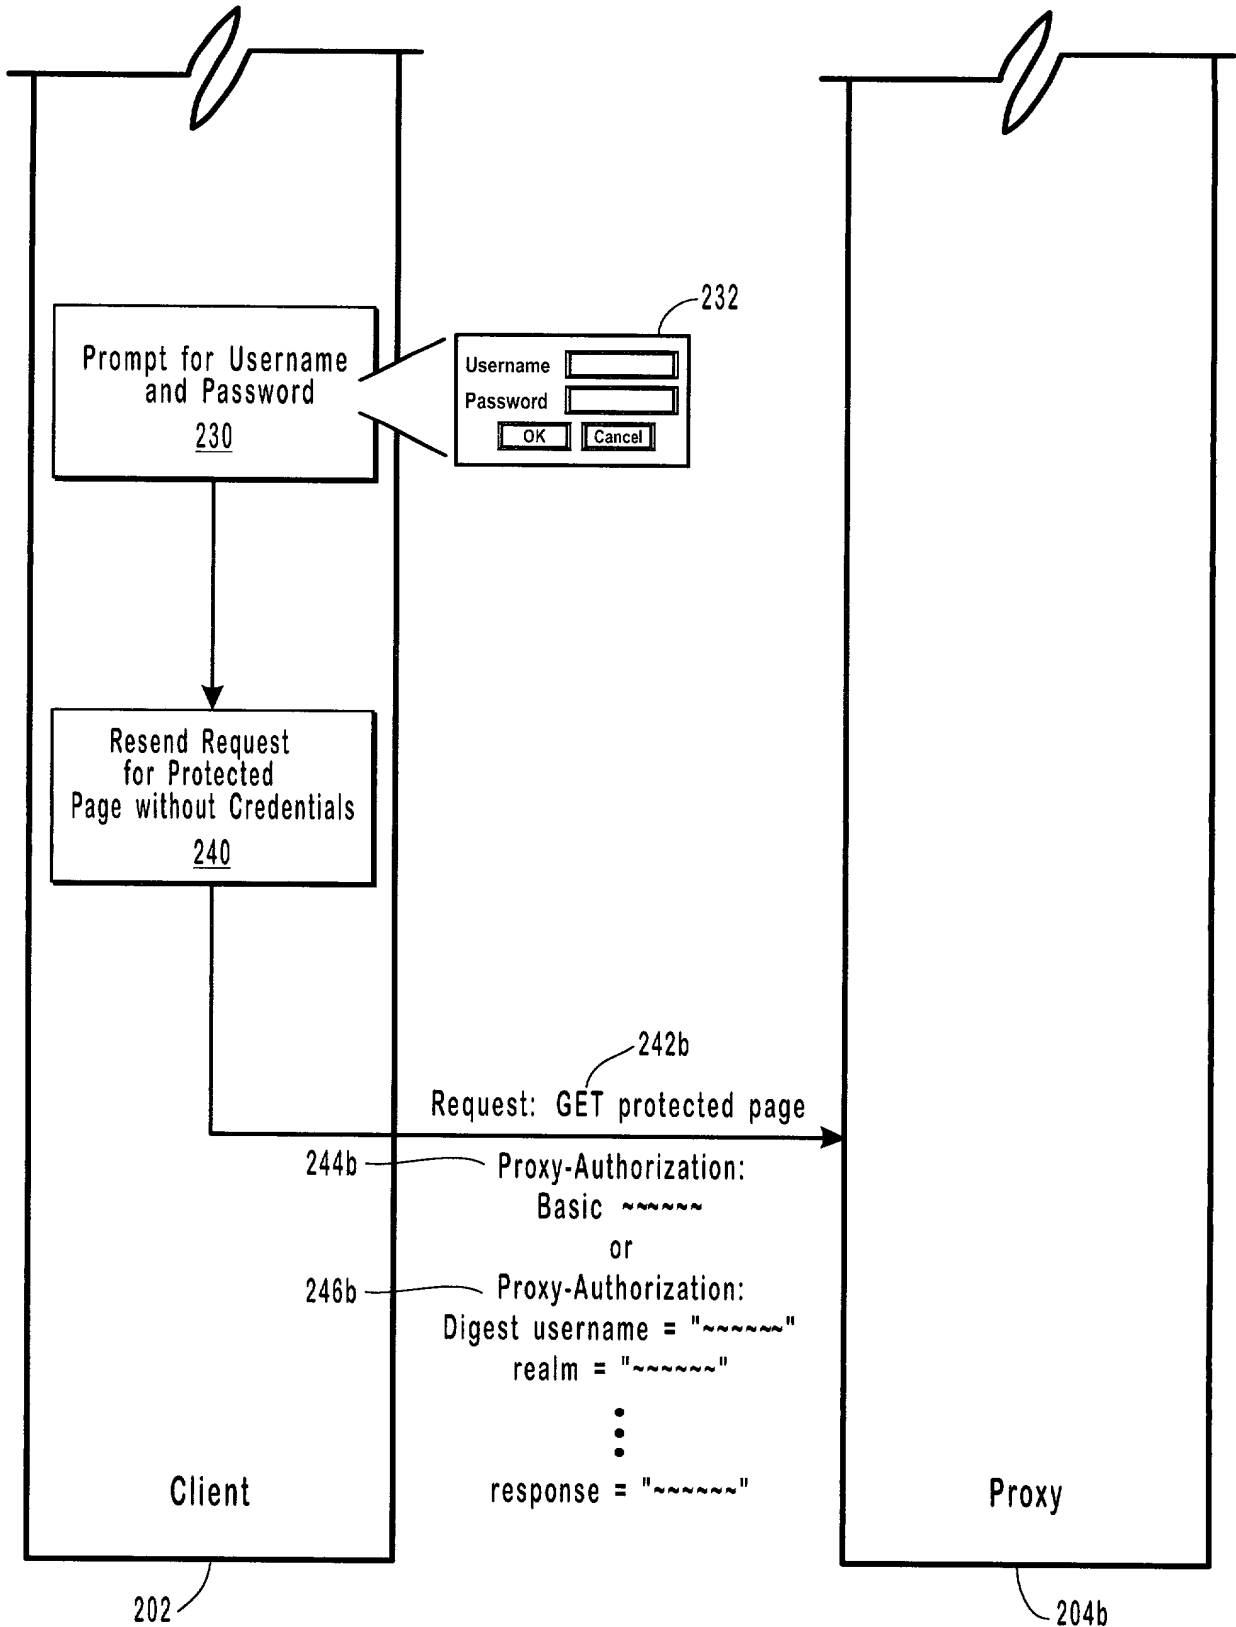 232
Prompt for Username
and Password
230
Username
Password
OK
Cancel
Resend Request
for Protected
Page without Credentials
240
242b
Request: GET protected page
244b
Proxy-Authorization:
Basic ~~~~~~
or
246b
Proxy-Authorization:
Digest username = "~~~~~~"
realm = "~~~~~~"
response = "~~~~~~"
Client
Proxy
202
204b